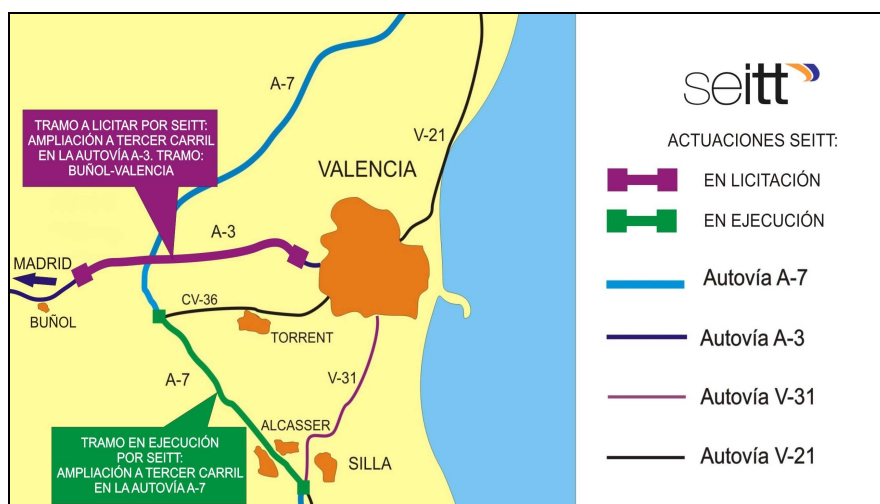 A-7
V-21
TRAMO A LICITAR POR SEITT:
AMPLIACIÓN A TERCER CARRIL
EN LA AUTOVÍA A-3. TRAMO:
BUÑOL-VALENCIA
VALENCIA
A-3
MADRID
BUÑOL
CV-36
TORRENT
A-7
V-31
ALCASSER
SILLA
TRAMO EN EJECUCIÓN
POR SEITT:
AMPLIACIÓN A TERCER CARRIL
EN LA AUTOVÍA A-7
seitt
ACTUACIONES SEITT:
EN LICITACIÓN
EN EJECUCIÓN
Autovía A-7
Autovía A-3
Autovía V-31
Autovía V-21